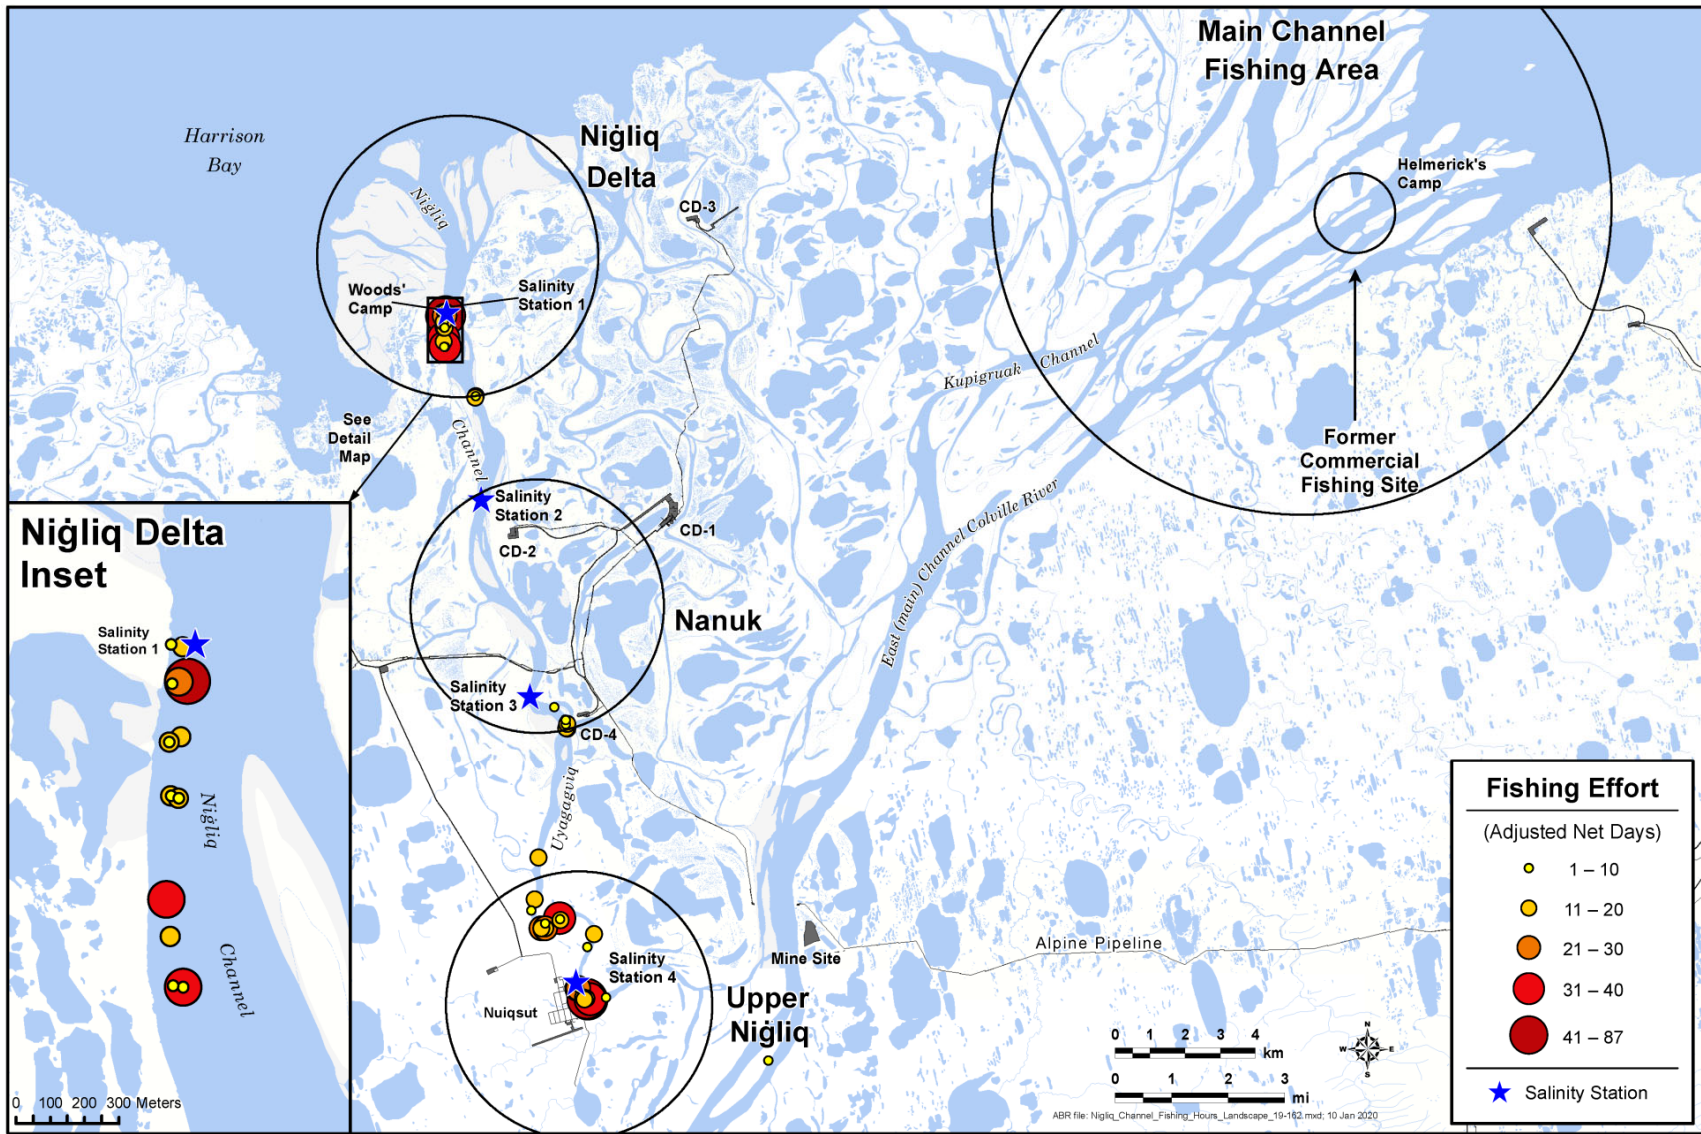 Main Channel
Fishing Area
Harrison
Bay
Niġliq
Delta
Helmerick's
Camp
Niġliq
CD-3
Woods'
Camp
Salinity
Station 1
Kupigruak Channel
See
Detail
Map
Channel
Former
Commercial
Fishing Site
Salinity
Station 2
CD-2
CD-1
East (main) Channel Colville River
Niġliq Delta
Inset
Nanuk
Salinity
Station 1
Salinity
Station 3
CD-4
Uyagagviq
Niġliq
Channel
Salinity
Station 4
Nuiqsut
Mine Site
Alpine Pipeline
Upper
Niġliq
Fishing Effort
(Adjusted Net Days)
1 – 10
11 – 20
21 – 30
31 – 40
41 – 87
Salinity Station
0 1 2 3 4
km
0 1 2 3
mi
N
W E
S
0 100 200 300 Meters
ABR file: Nigliq_Channel_Fishing_Hours_Landscape_19-162.mxd; 10 Jan 2020